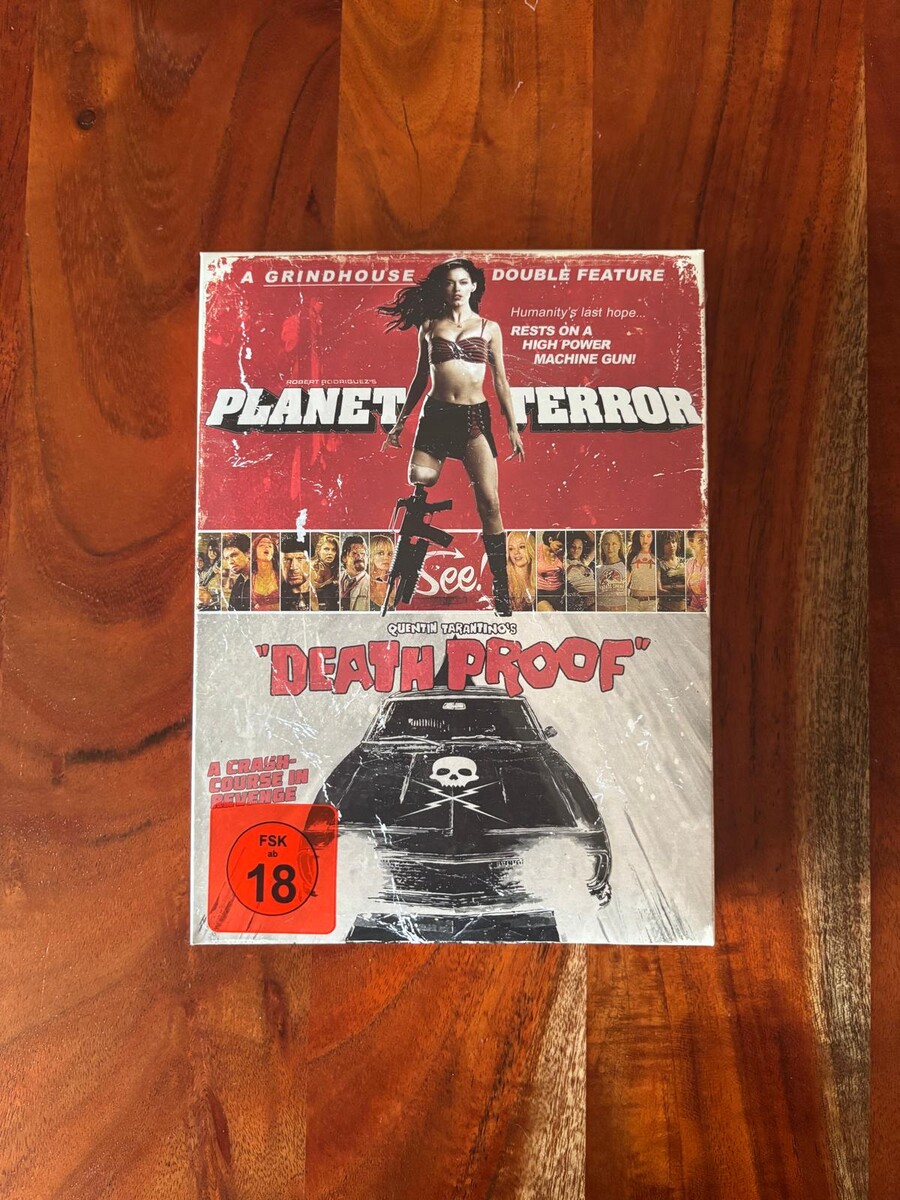 A GRINDHOUSE DOUBLE FEATURE
Humanity's last hope...
RESTS ON A
HIGH POWER
MACHINE GUN!
ROBERT RODRIGUEZ'S
PLANET TERROR
See!
QUENTIN TARANTINO'S
"DEATH PROOF"
A CRASH-
COURSE IN
REVENGE
FSK
ab
18